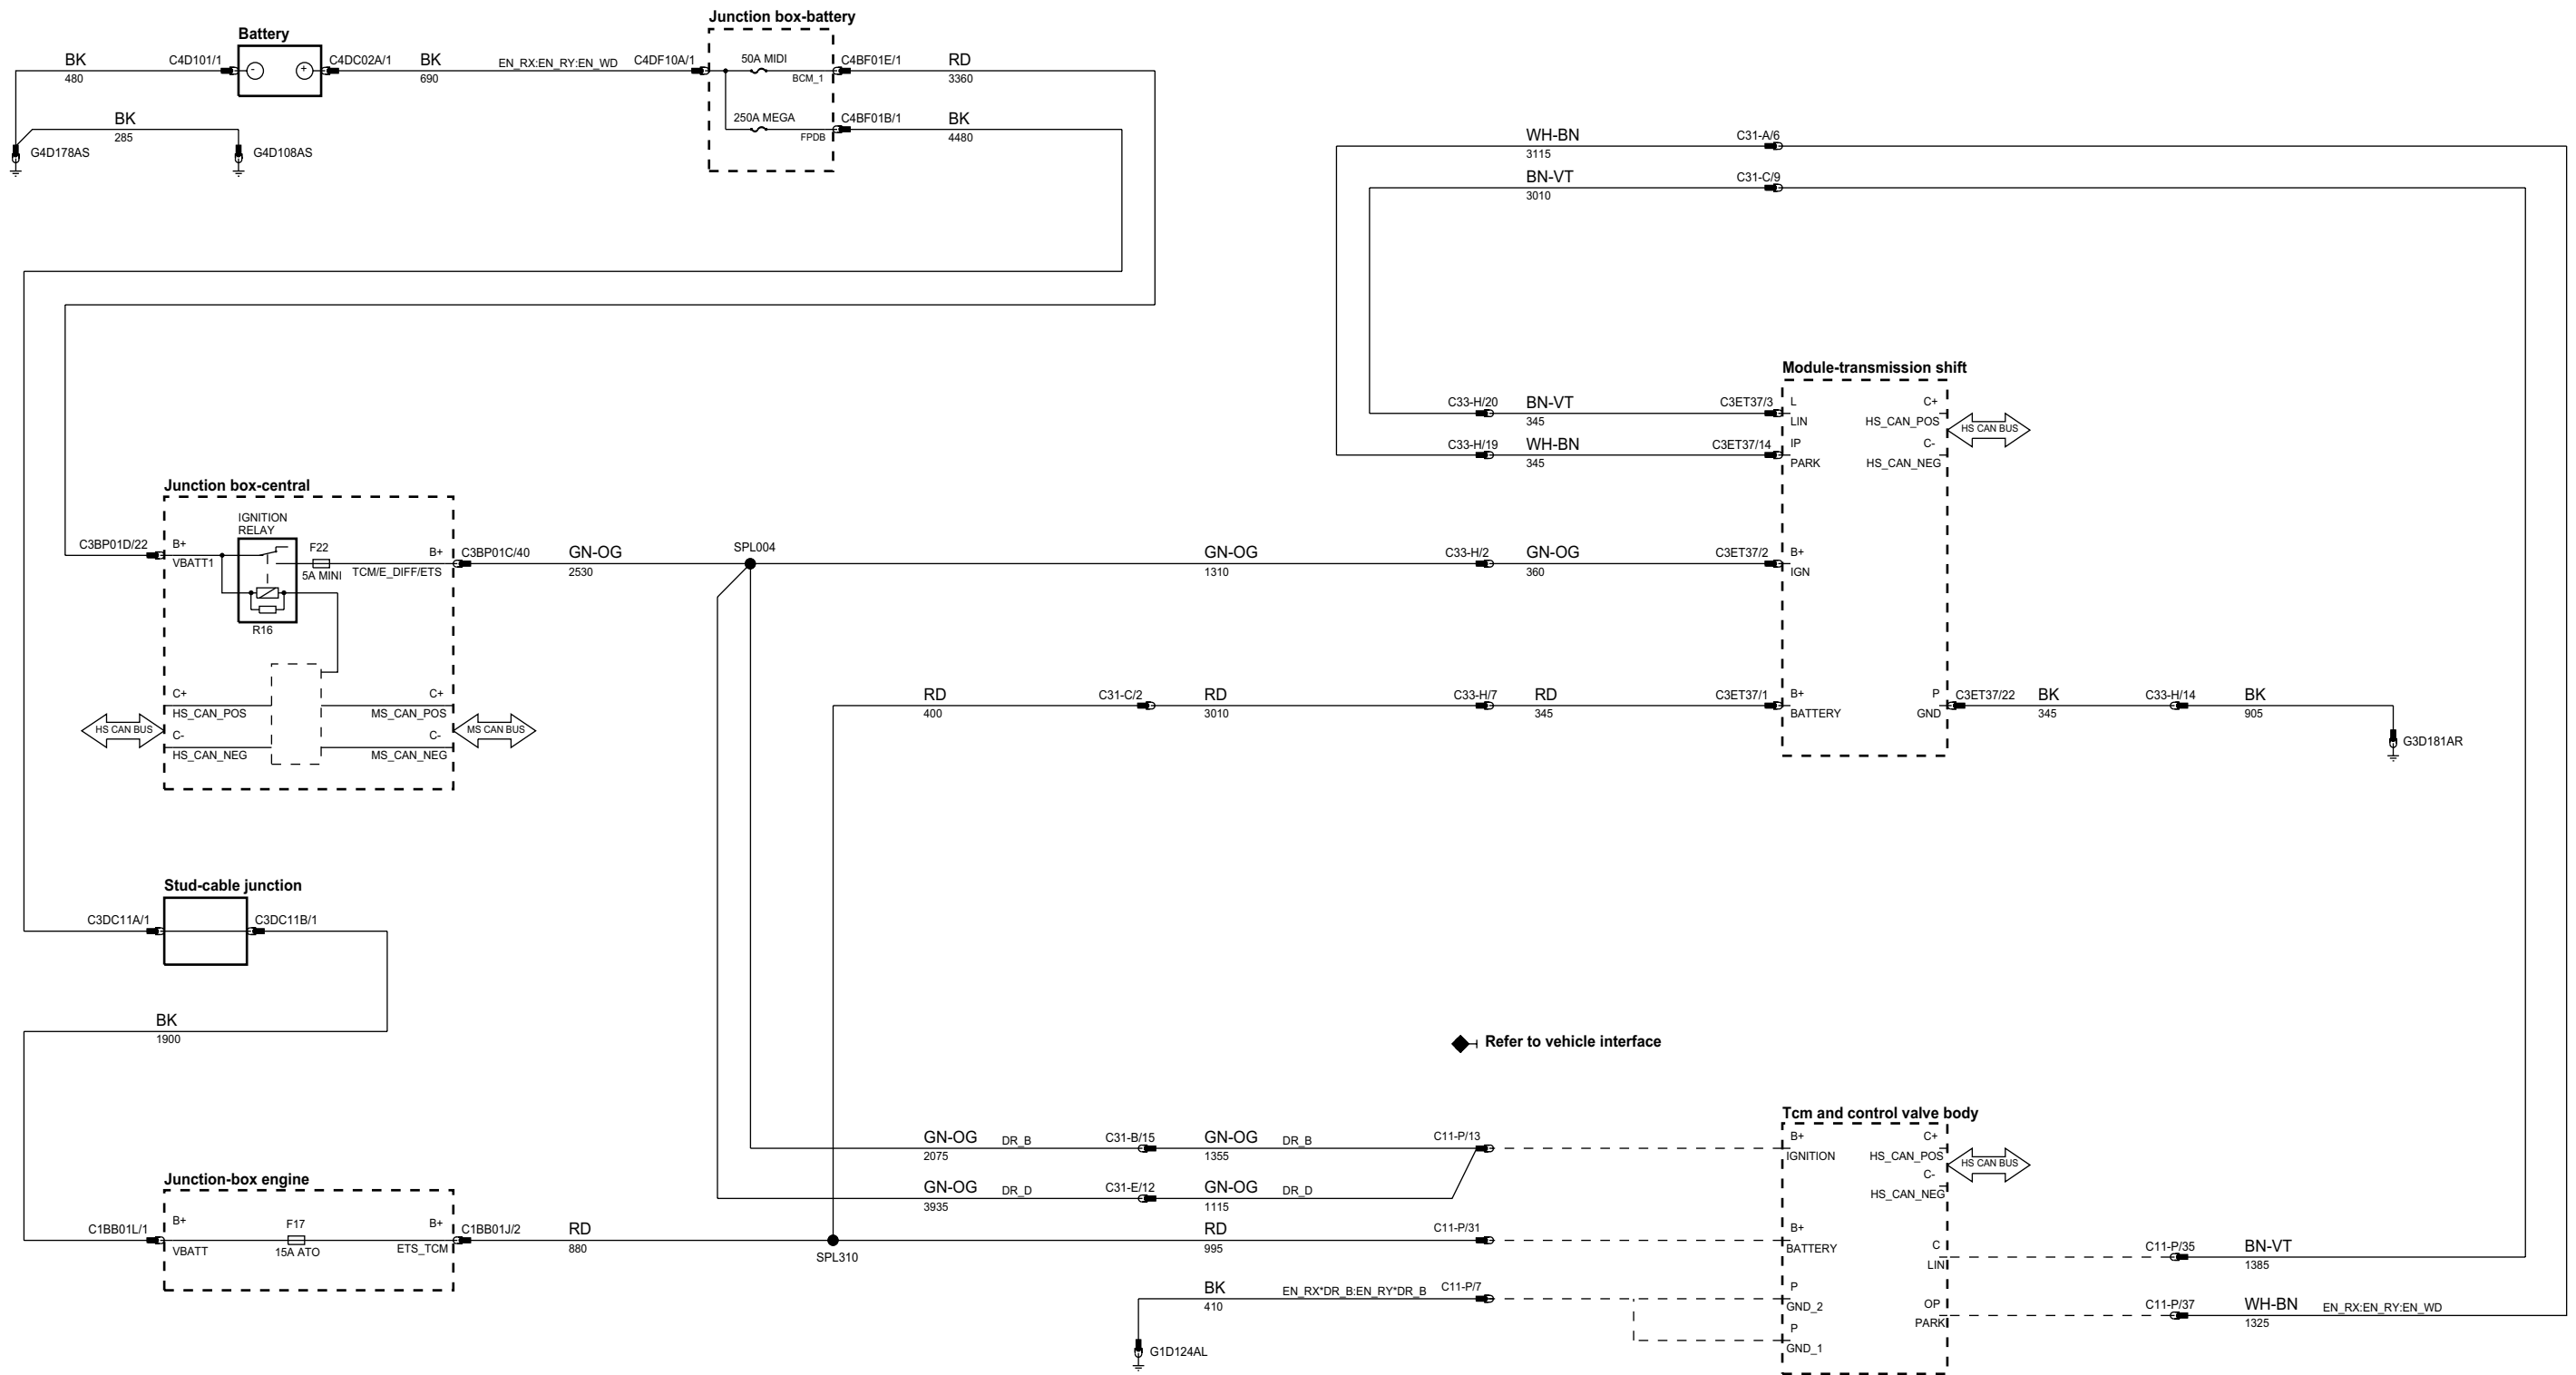 Junction box-battery
Battery
BK
480
C4D101/1
-
+
C4DC02A/1
BK
690
EN_RX:EN_RY:EN_WD
C4DF10A/1
50A MIDI
BCM_1
C4BF01E/1
RD
3360
BK
285
G4D178AS
G4D108AS
250A MEGA
FPDB
C4BF01B/1
BK
4480
WH-BN
3115
C31-A/6
BN-VT
3010
C31-C/9
Module-transmission shift
C33-H/20
BN-VT
345
C3ET37/3
L
LIN
C+
HS_CAN_POS
HS CAN BUS
C33-H/19
WH-BN
345
C3ET37/14
IP
PARK
C-
HS_CAN_NEG
Junction box-central
IGNITION
RELAY
C3BP01D/22
B+
VBATT1
F22
5A MINI
B+
TCM/E_DIFF/ETS
C3BP01C/40
GN-OG
2530
SPL004
GN-OG
1310
C33-H/2
GN-OG
360
C3ET37/2
B+
IGN
R16
C+
HS_CAN_POS
HS CAN BUS
C-
HS_CAN_NEG
C+
MS_CAN_POS
MS CAN BUS
C-
MS_CAN_NEG
RD
400
C31-C/2
RD
3010
C33-H/7
RD
345
C3ET37/1
B+
BATTERY
P
GND
C3ET37/22
BK
345
C33-H/14
BK
905
G3D181AR
Stud-cable junction
C3DC11A/1
C3DC11B/1
BK
1900
Refer to vehicle interface
Tcm and control valve body
GN-OG
2075
DR_B
C31-B/15
GN-OG
1355
DR_B
C11-P/13
B+
IGNITION
C+
HS_CAN_POS
HS CAN BUS
C-
HS_CAN_NEG
GN-OG
3935
DR_D
C31-E/12
GN-OG
1115
DR_D
Junction-box engine
C1BB01L/1
B+
VBATT
F17
15A ATO
B+
ETS_TCM
C1BB01J/2
RD
880
SPL310
RD
995
C11-P/31
B+
BATTERY
C
LIN
C11-P/35
BN-VT
1385
BK
410
EN_RX*DR_B:EN_RY*DR_B
C11-P/7
P
GND_2
OP
PARK
C11-P/37
WH-BN
1325
EN_RX:EN_RY:EN_WD
P
GND_1
G1D124AL